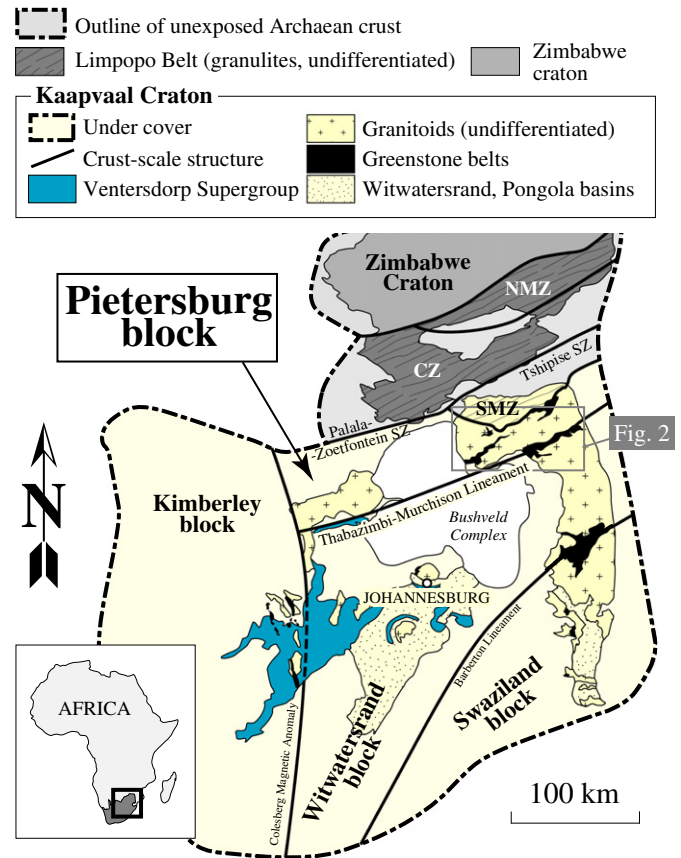 Outline of unexposed Archaean crust
Limpopo Belt (granulites, undifferentiated)
Zimbabwe
craton
Kaapvaal Craton
Under cover
Granitoids (undifferentiated)
Crust-scale structure
Greenstone belts
Ventersdorp Supergroup
Witwatersrand, Pongola basins
Zimbabwe
Craton
NMZ
Pietersburg
block
CZ
Tshipise SZ
Palala-
-Zoetfontein SZ
SMZ
Fig. 2
N
Kimberley
block
Thabazimbi-Murchison Lineament
Bushveld
Complex
JOHANNESBURG
Barberton Lineament
Swaziland
block
Witwatersrand
block
Colesberg Magnetic Anomaly
AFRICA
100 km